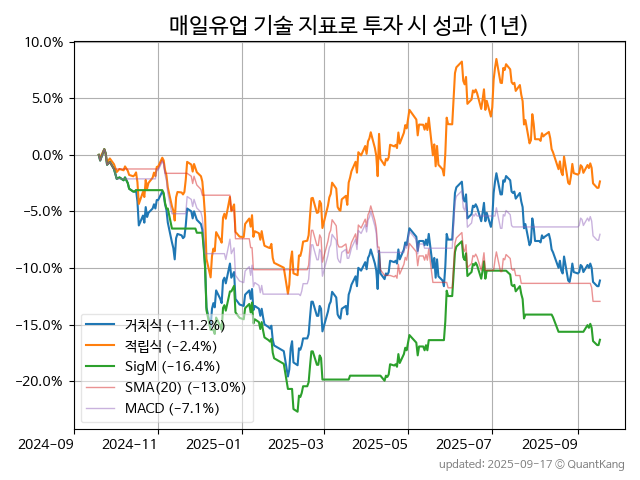 매일유업 기술 지표로 투자 시 성과 (1년)
10.0%
5.0%
0.0%
−5.0%
−10.0%
−15.0%
−20.0%
거치식 (−11.2%)
적립식 (−2.4%)
SigM (−16.4%)
SMA(20) (−13.0%)
MACD (−7.1%)
2024-09 2024-11 2025-01 2025-03 2025-05 2025-07 2025-09
updated: 2025-09-17 © QuantKang